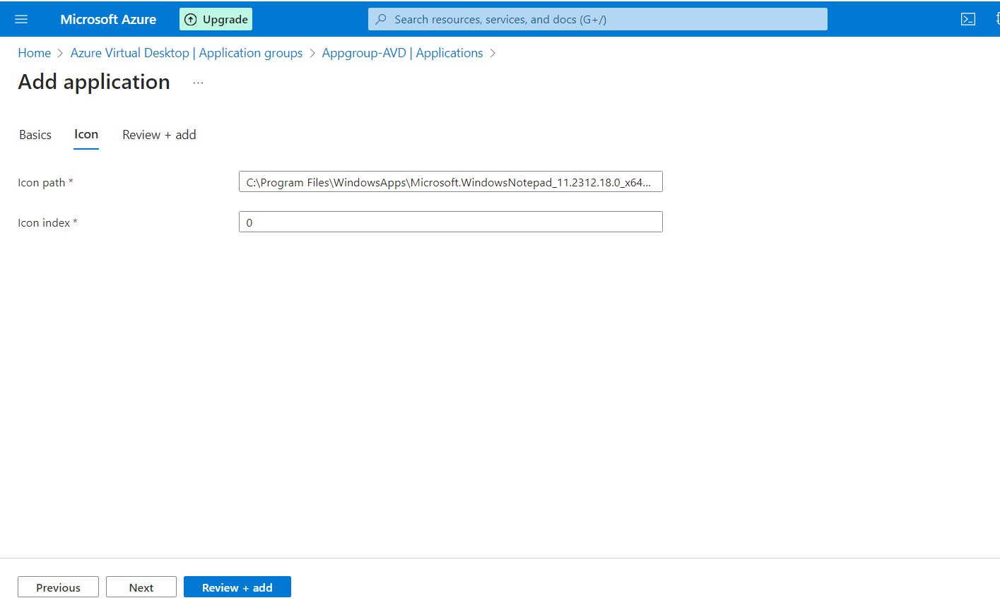 Microsoft Azure Upgrade Search resources, services, and docs (G+/)
Home > Azure Virtual Desktop | Application groups > Appgroup-AVD | Applications >
Add application ...
Basics Icon Review + add
Icon path * C:\Program Files\WindowsApps\Microsoft.WindowsNotepad_11.2312.18.0_x64...
Icon index * 0
Previous Next Review + add